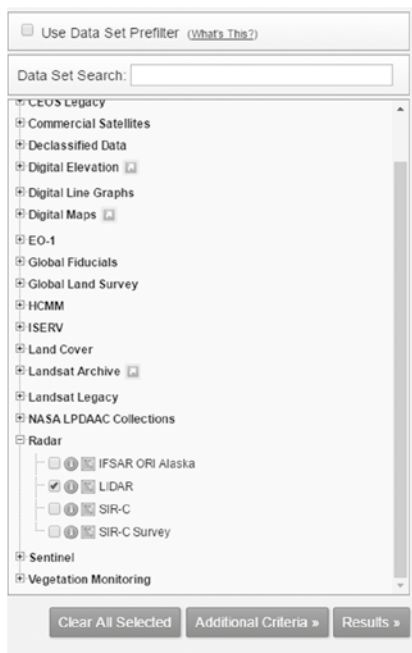 Use Data Set Prefilter (What's This?)
Data Set Search:
CEOS Legacy
Commercial Satellites
Declassified Data
Digital Elevation
Digital Line Graphs
Digital Maps
EO-1
Global Fiducials
Global Land Survey
HCMM
ISERV
Land Cover
Landsat Archive
Landsat Legacy
NASA LPDAAC Collections
Radar
IFSAR ORI Alaska
LIDAR
SIR-C
SIR-C Survey
Sentinel
Vegetation Monitoring
Clear All Selected Additional Criteria » Results »